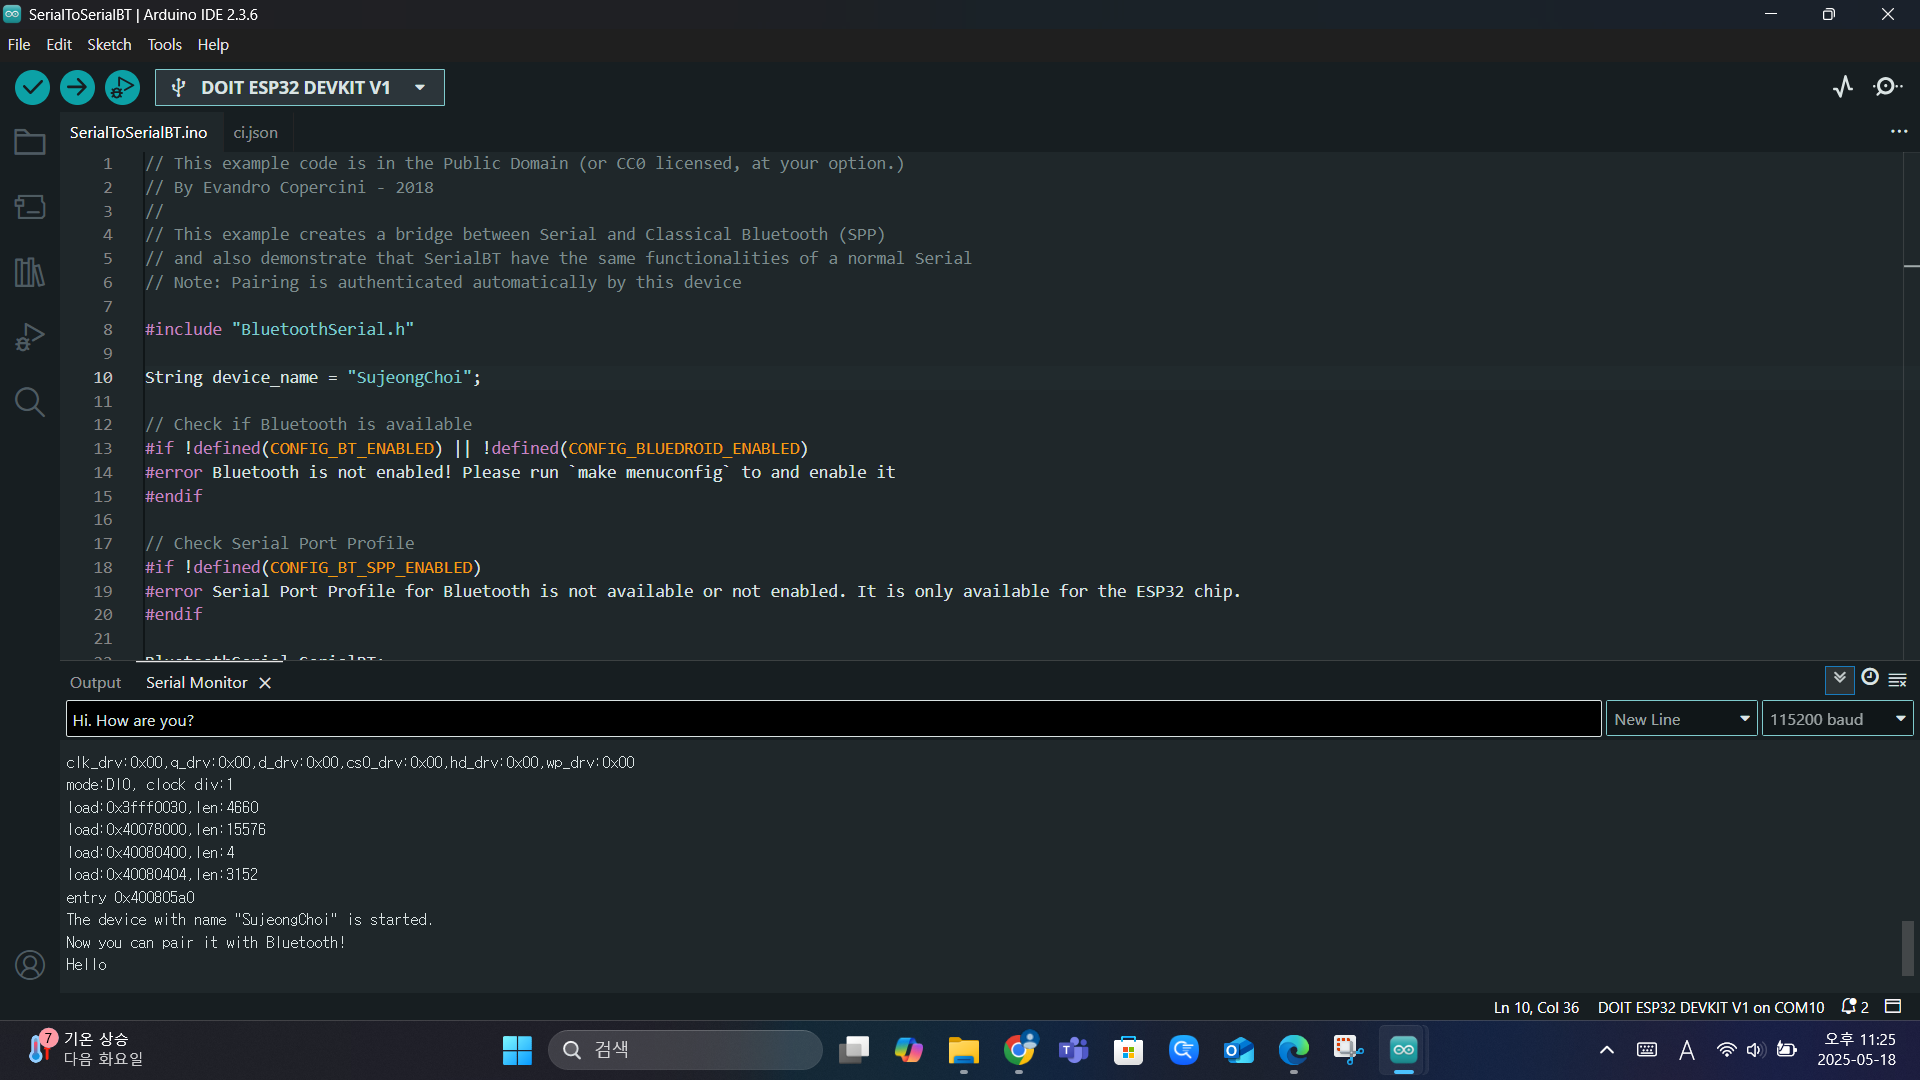 SerialToSerialBT | Arduino IDE 2.3.6
File Edit Sketch Tools Help
DOIT ESP32 DEVKIT V1
SerialToSerialBT.ino ci.json
1 // This example code is in the Public Domain (or CC0 licensed, at your option.)
2 // By Evandro Copercini - 2018
3 //
4 // This example creates a bridge between Serial and Classical Bluetooth (SPP)
5 // and also demonstrate that SerialBT have the same functionalities of a normal Serial
6 // Note: Pairing is authenticated automatically by this device
7
8 #include "BluetoothSerial.h"
9
10 String device_name = "SujeongChoi";
11
12 // Check if Bluetooth is available
13 #if !defined(CONFIG_BT_ENABLED) || !defined(CONFIG_BLUEDROID_ENABLED)
14 #error Bluetooth is not enabled! Please run `make menuconfig` to and enable it
15 #endif
16
17 // Check Serial Port Profile
18 #if !defined(CONFIG_BT_SPP_ENABLED)
19 #error Serial Port Profile for Bluetooth is not available or not enabled. It is only available for the ESP32 chip.
20 #endif
21
22 BluetoothSerial SerialBT;
Output Serial Monitor
Hi. How are you? New Line 115200 baud
clk_drv:0x00,q_drv:0x00,d_drv:0x00,cs0_drv:0x00,hd_drv:0x00,wp_drv:0x00
mode:DIO, clock div:1
load:0x3fff0030,len:4660
load:0x40078000,len:15576
load:0x40080400,len:4
load:0x40080404,len:3152
entry 0x400805a0
The device with name "SujeongChoi" is started.
Now you can pair it with Bluetooth!
Hello
Ln 10, Col 36 DOIT ESP32 DEVKIT V1 on COM10 2
7 기온 상승
다음 화요일
검색
A
오후 11:25
2025-05-18